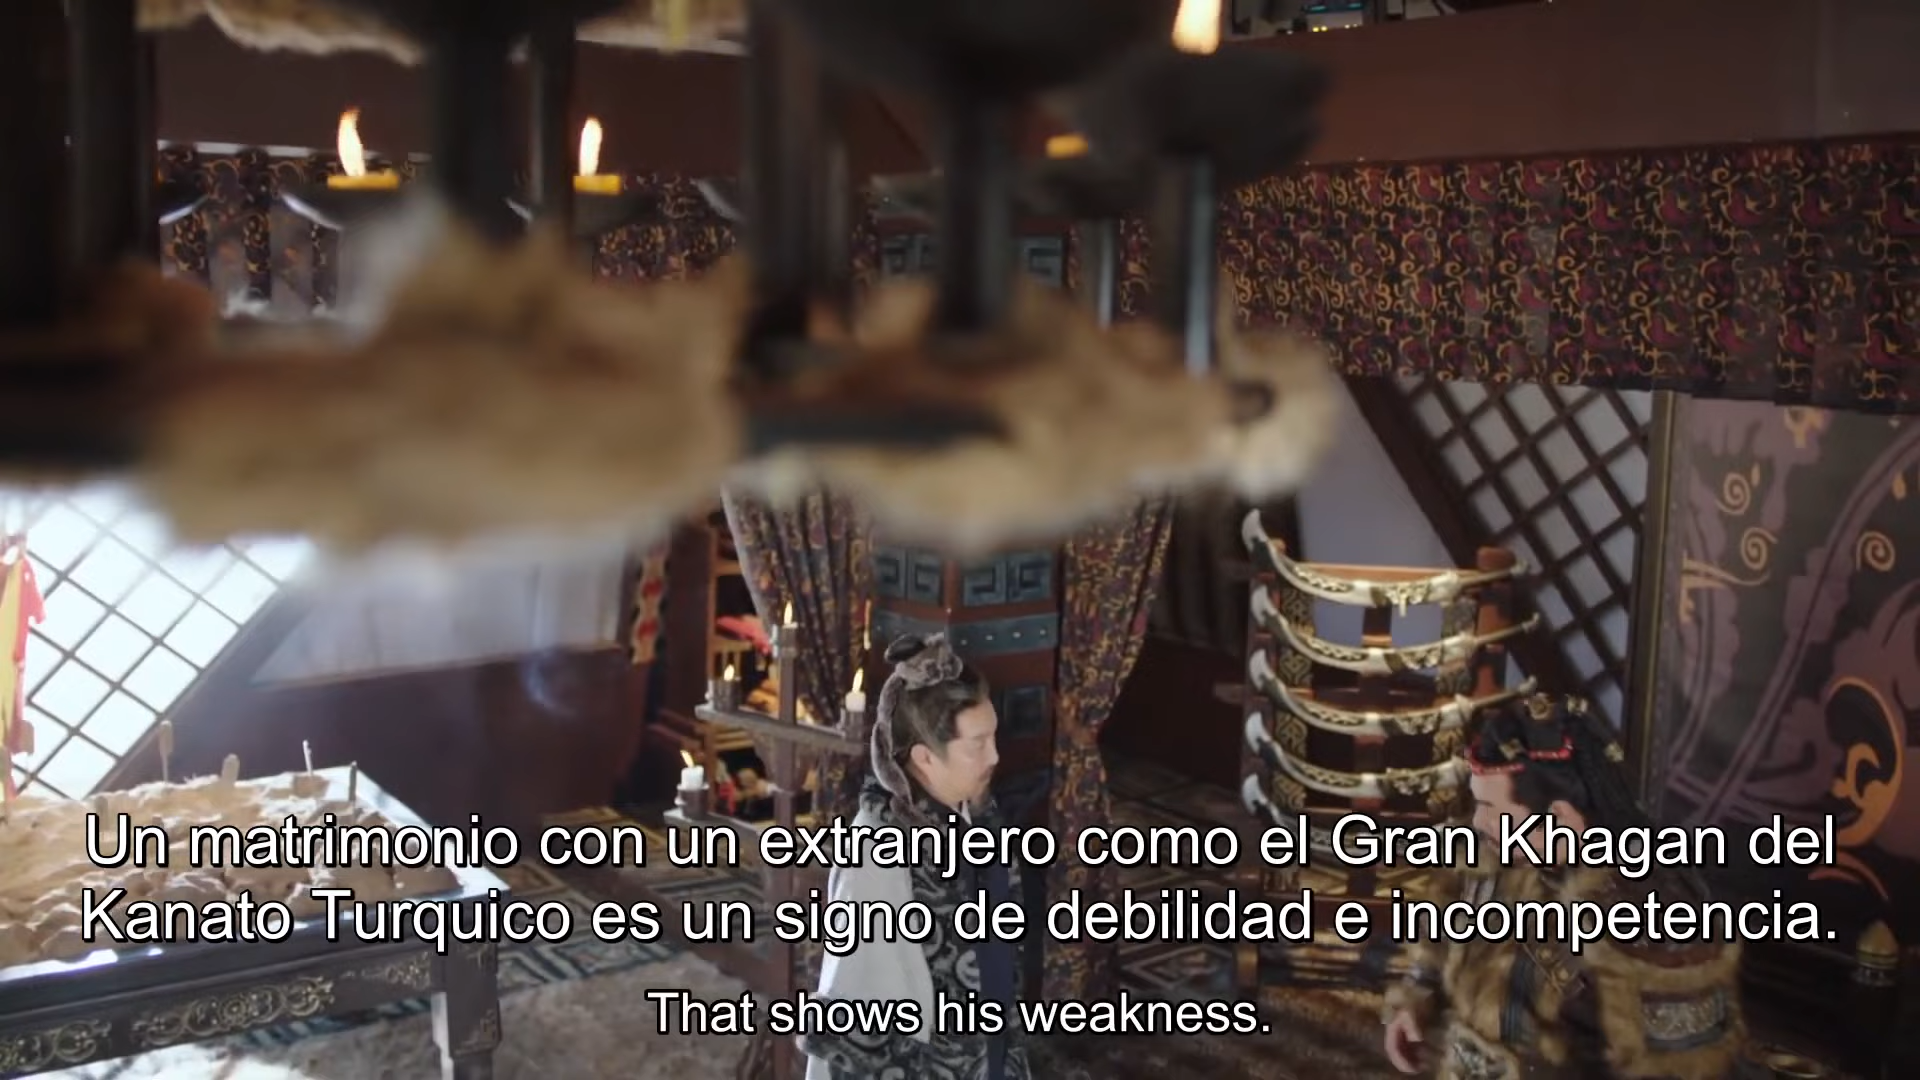 Un matrimonio con un extranjero como el Gran Khagan del
Kanato Turquico es un signo de debilidad e incompetencia.
That shows his weakness.